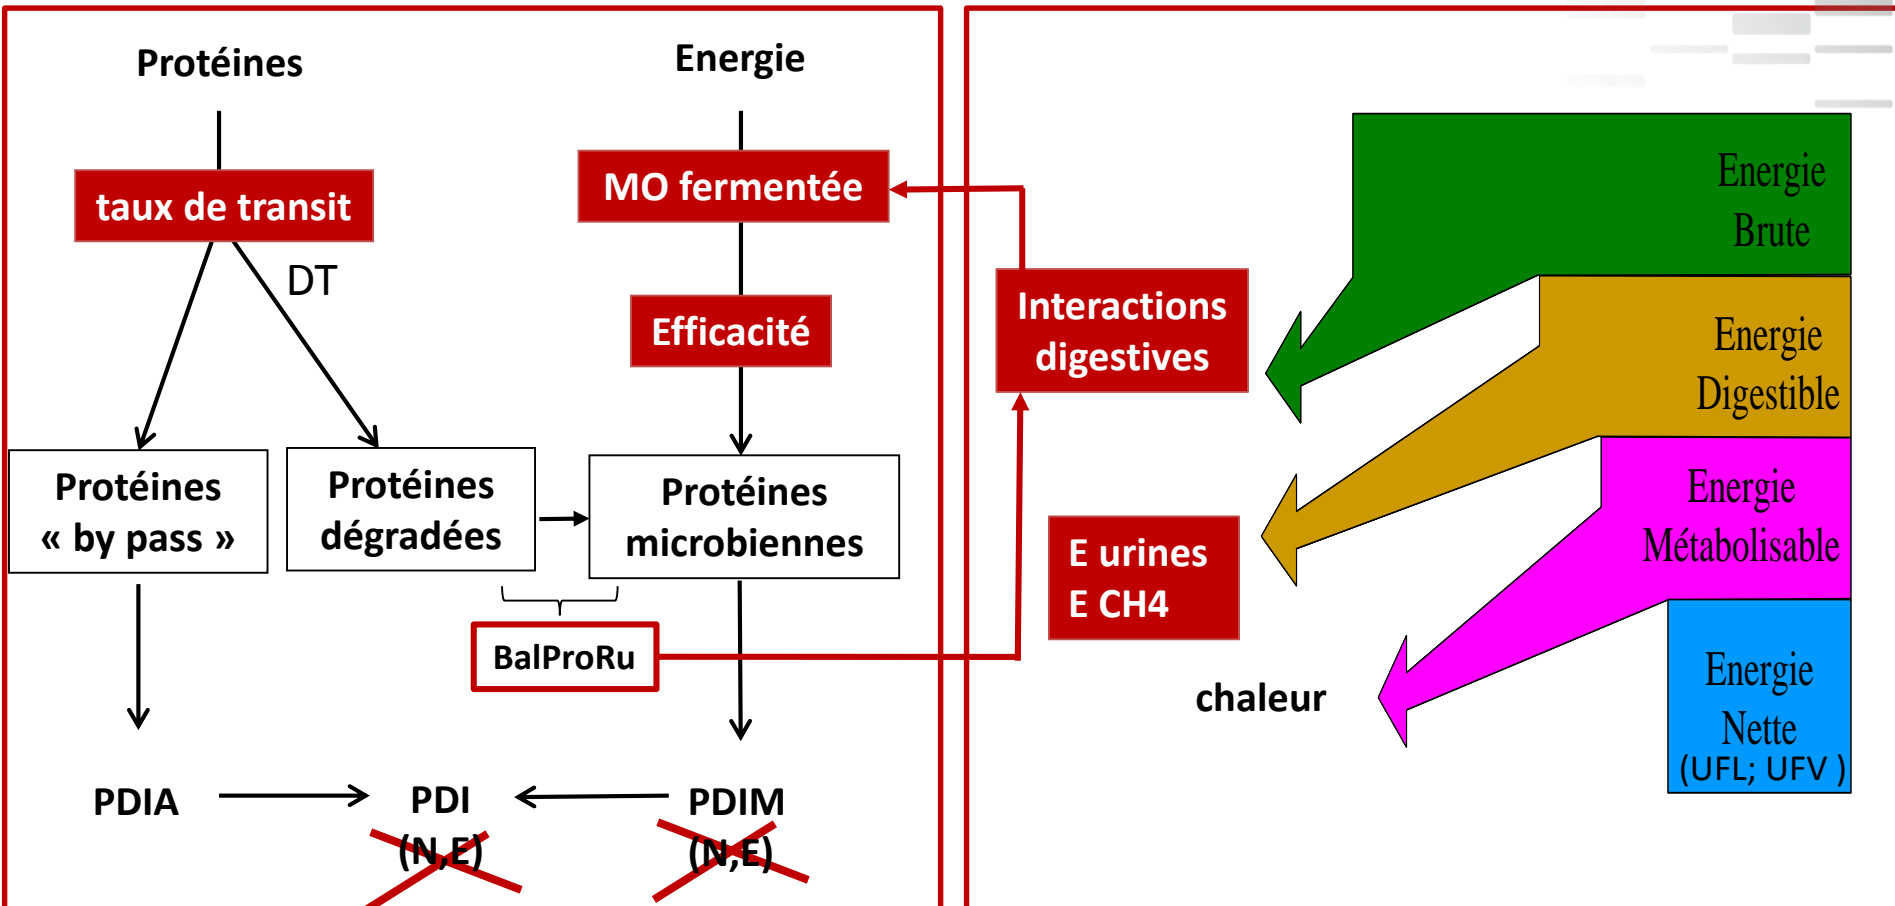 Protéines
Energie
taux de transit
MO fermentée
DT
Efficacité
Protéines
« by pass »
Protéines
dégradées
Protéines
microbiennes
BalProRu
PDIA
PDI
(N,E)
PDIM
(N,E)
Interactions
digestives
E urines
E CH4
chaleur
Energie
Brute
Energie
Digestible
Energie
Métabolisable
Energie
Nette
(UFL; UFV )